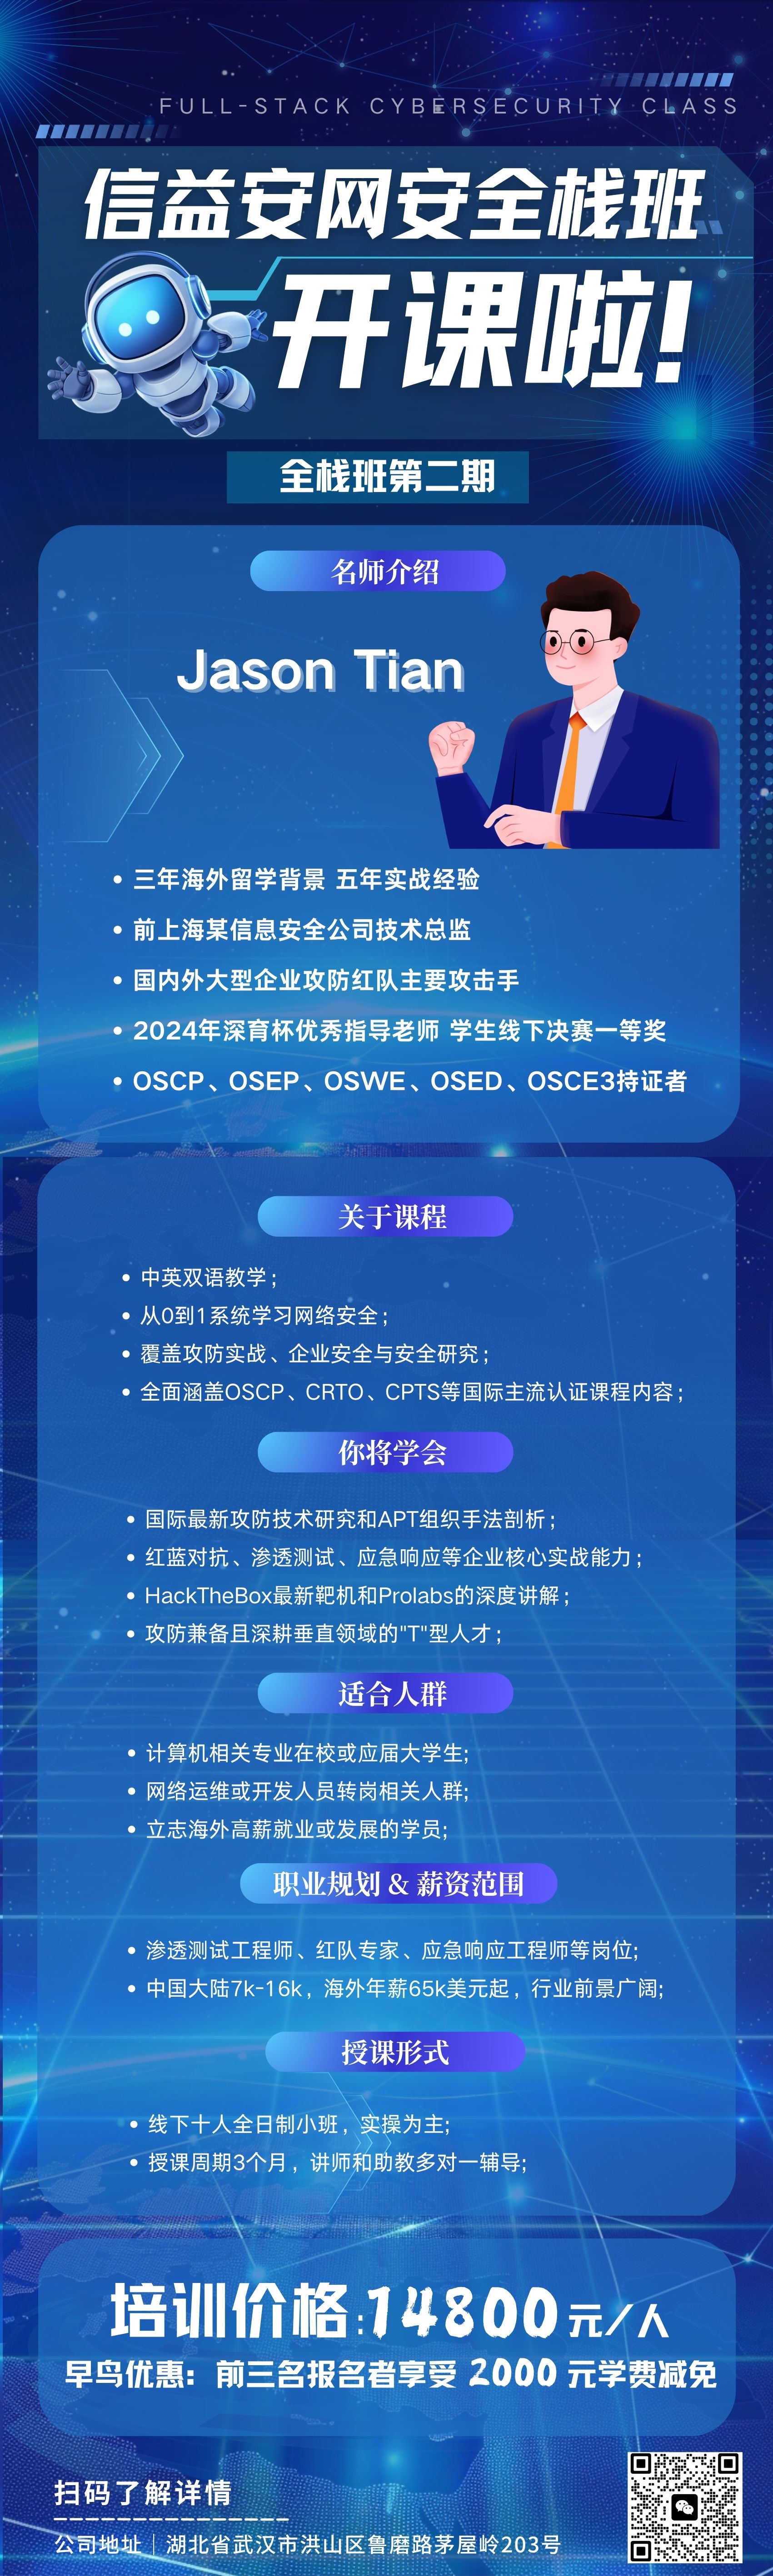 FULL-STACK CYBERSECURITY CLASS
信益安网安全栈班
开课啦!
全栈班第二期
名师介绍
Jason Tian
三年海外留学背景 五年实战经验
前上海某信息安全公司技术总监
国内外大型企业攻防红队主要攻击手
2024年深育杯优秀指导老师 学生线下决赛一等奖
OSCP、OSEP、OSWE、OSED、OSCE3持证者
关于课程
中英双语教学；
从0到1系统学习网络安全；
覆盖攻防实战、企业安全与安全研究；
全面涵盖OSCP、CRTO、CPTS等国际主流认证课程内容；
你将学会
国际最新攻防技术研究和APT组织手法剖析；
红蓝对抗、渗透测试、应急响应等企业核心实战能力；
HackTheBox最新靶机和Prolabs的深度讲解；
攻防兼备且深耕垂直领域的"T"型人才；
适合人群
计算机相关专业在校或应届大学生;
网络运维或开发人员转岗相关人群;
立志海外高薪就业或发展的学员;
职业规划 & 薪资范围
渗透测试工程师、红队专家、应急响应工程师等岗位;
中国大陆7k-16k，海外年薪65k美元起，行业前景广阔;
授课形式
线下十人全日制小班，实操为主;
授课周期3个月，讲师和助教多对一辅导;
培训价格:14800元/人
早鸟优惠：前三名报名者享受 2000 元学费减免
扫码了解详情
公司地址｜湖北省武汉市洪山区鲁磨路茅屋岭203号